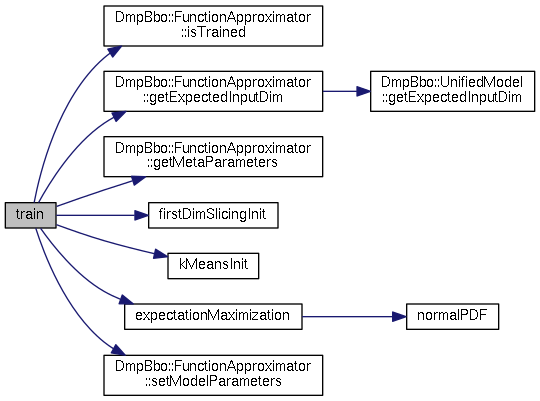 DmpBbo::FunctionApproximator
::isTrained
DmpBbo::FunctionApproximator
::getExpectedInputDim
DmpBbo::UnifiedModel
::getExpectedInputDim
DmpBbo::FunctionApproximator
::getMetaParameters
train
firstDimSlicingInit
kMeansInit
expectationMaximization
normalPDF
DmpBbo::FunctionApproximator
::setModelParameters